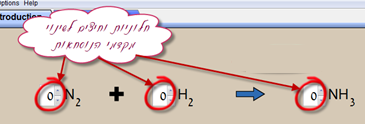 ptions Help
troduction
חלוניות וחיצים לשינוי
מקדמי הנוסחאות
0 N2 + 0 H2 → 0 NH3